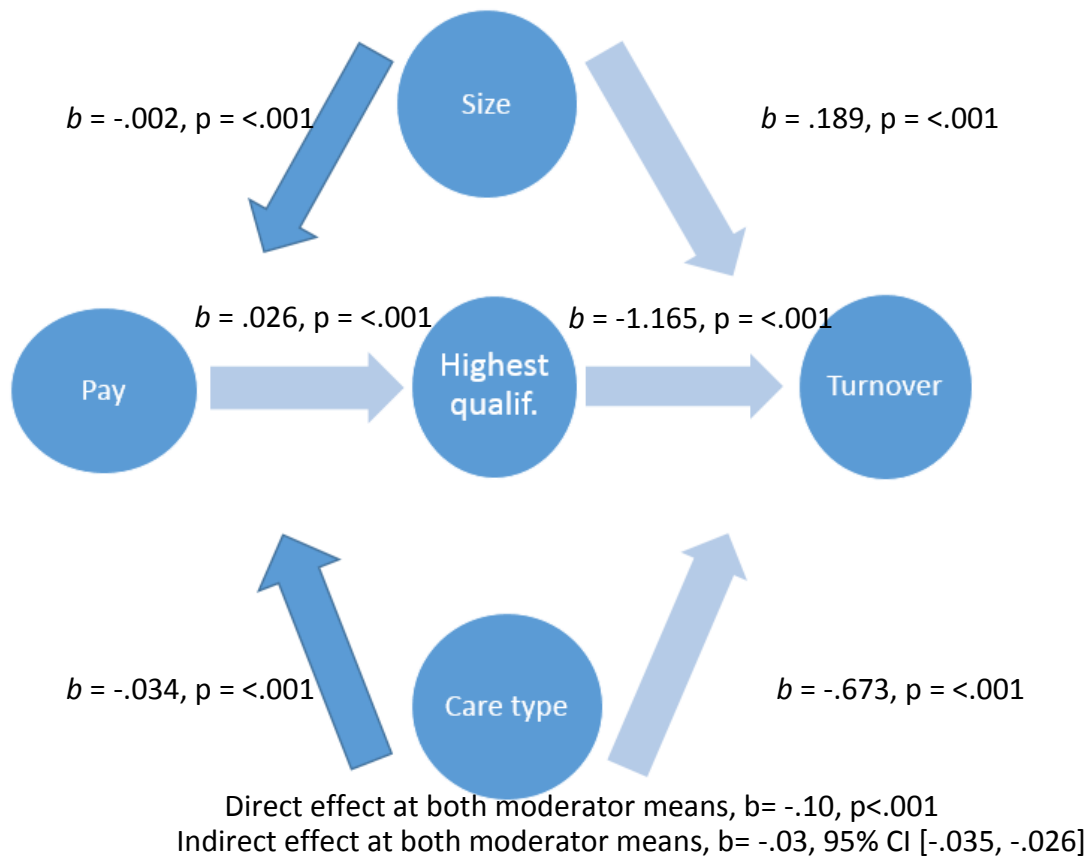 Size
b = -.002, p = <.001
b = .189, p = <.001
b = .026, p = <.001
b = -1.165, p = <.001
Pay
Highest
qualif.
Turnover
b = -.034, p = <.001
Care type
b = -.673, p = <.001
Direct effect at both moderator means, b= -.10, p<.001
Indirect effect at both moderator means, b= -.03, 95% CI [-.035, -.026]